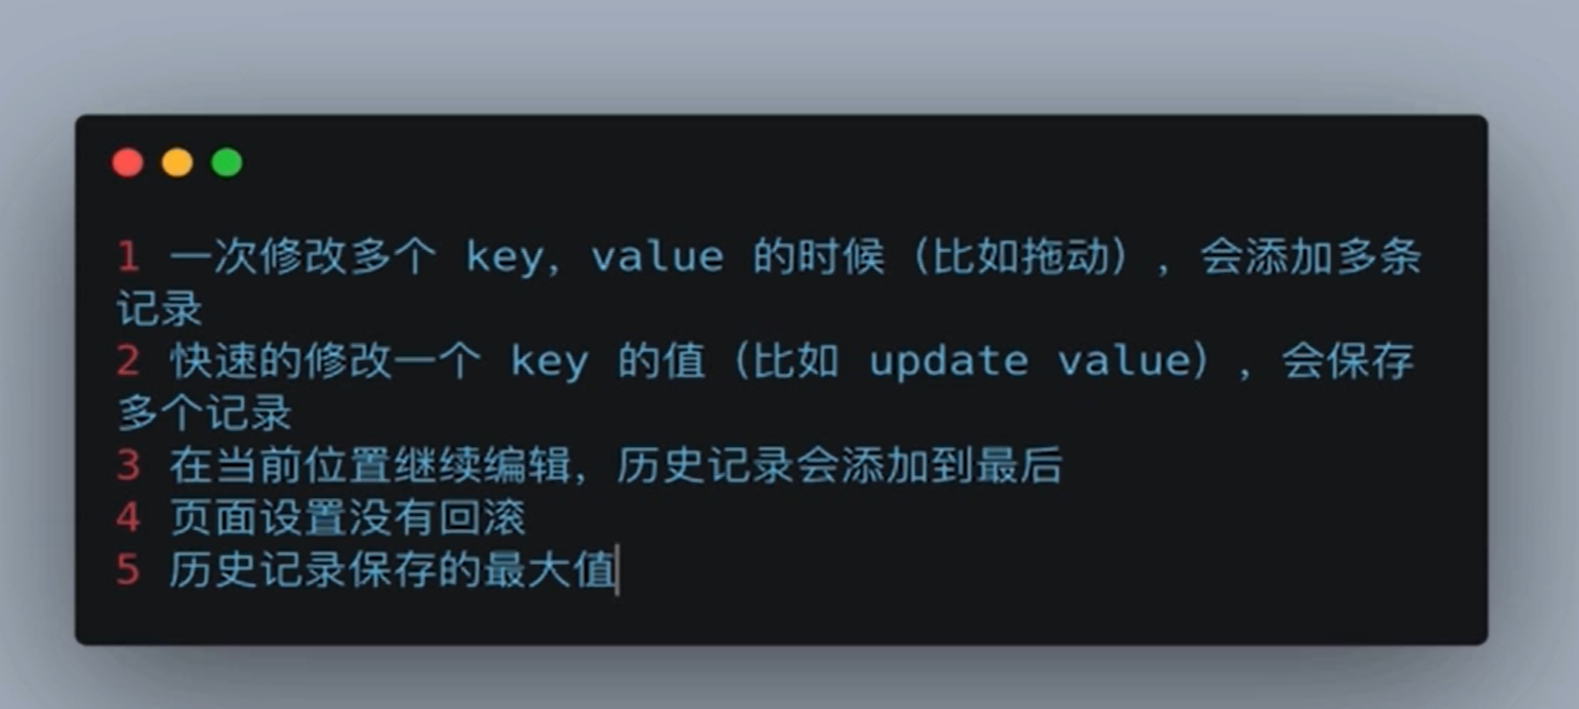 1 一次修改多个 key, value 的时候（比如拖动），会添加多条
记录
2 快速的修改一个 key 的值（比如 update value），会保存
多个记录
3 在当前位置继续编辑，历史记录会添加到最后
4 页面设置没有回滚
5 历史记录保存的最大值